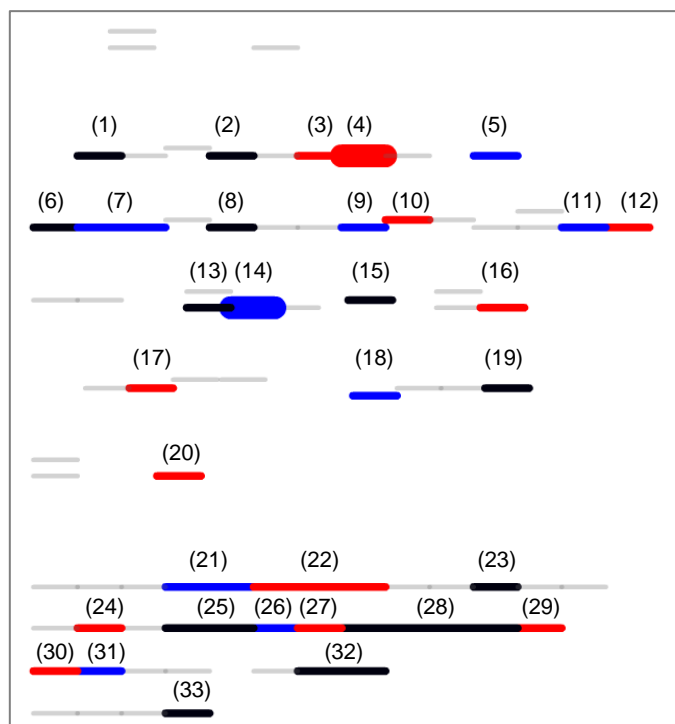 (1) (2) (3) (4) (5)
(6) (7) (8) (9) (10) (11) (12)
(13) (14) (15) (16)
(17) (18) (19)
(20)
(21) (22) (23)
(24) (25) (26) (27) (28) (29)
(30) (31) (32)
(33)